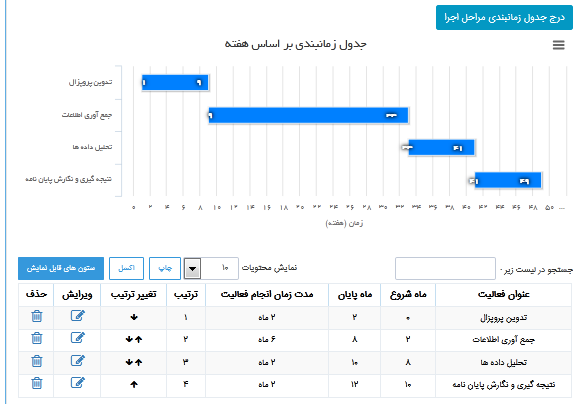 درج جدول زمانبندی مراحل اجرا
جدول زمانبندی بر اساس هفته
تدوین پروپزال ۱ ۹
جمع آوری اطلاعات ۹ ۳۳
تحلیل داده ها ۳۳ ۴۱
نتیجه گیری و نگارش پایان نامه ۴۱ ۴۹
۰ ۲ ۴ ۶ ۸ ۱۰ ۱۲ ۱۴ ۱۶ ۱۸ ۲۰ ۲۲ ۲۴ ۲۶ ۲۸ ۳۰ ۳۲ ۳۴ ۳۶ ۳۸ ۴۰ ۴۲ ۴۴ ۴۶ ۴۸ ۵۰ ...
زمان (هفته)
جستجو در لیست زیر - نمایش محتویات ۱۰ چاپ اکسل ستون های قابل نمایش
عنوان فعالیت ماه شروع ماه پایان مدت زمان انجام فعالیت ترتیب تغییر ترتیب ویرایش حذف
تدوین پروپزال ۰ ۲ ۲ ماه ۱
جمع آوری اطلاعات ۲ ۸ ۶ ماه ۲
تحلیل داده ها ۸ ۱۰ ۲ ماه ۳
نتیجه گیری و نگارش پایان نامه ۱۰ ۱۲ ۲ ماه ۴